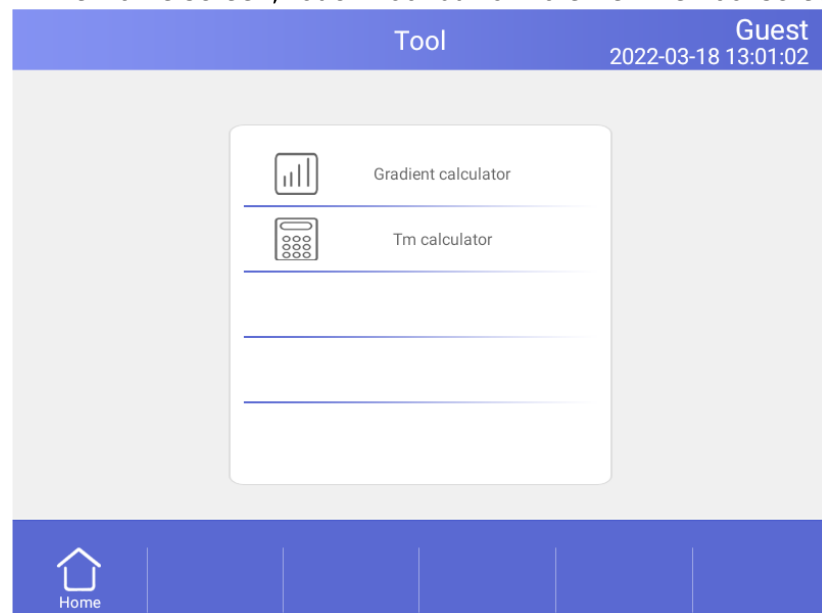 Tool
Guest
2022-03-18 13:01:02
Gradient calculator
Tm calculator
Home